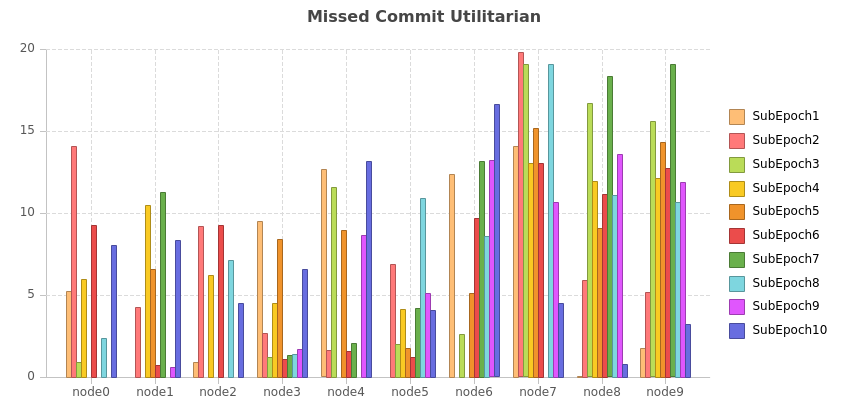 Missed Commit Utilitarian
20
15
10
5
0
node0 node1 node2 node3 node4 node5 node6 node7 node8 node9
SubEpoch1
SubEpoch2
SubEpoch3
SubEpoch4
SubEpoch5
SubEpoch6
SubEpoch7
SubEpoch8
SubEpoch9
SubEpoch10